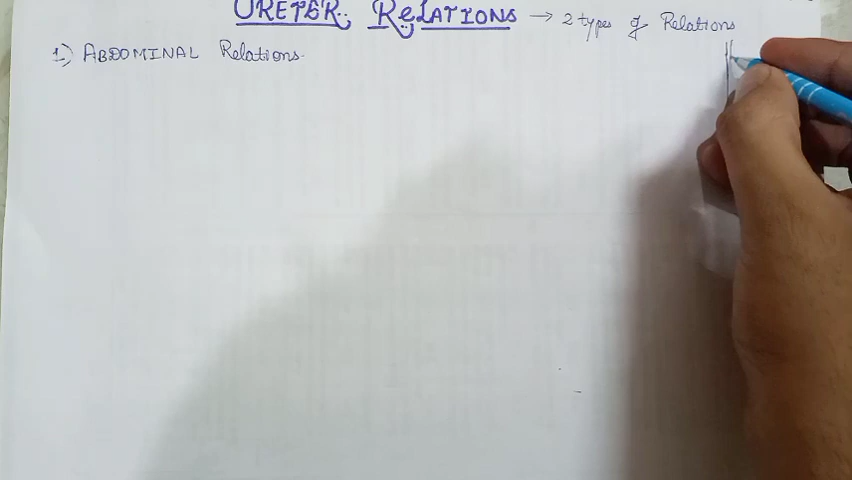 URETER RELATIONS → 2 types of Relations
1) ABDOMINAL Relations.